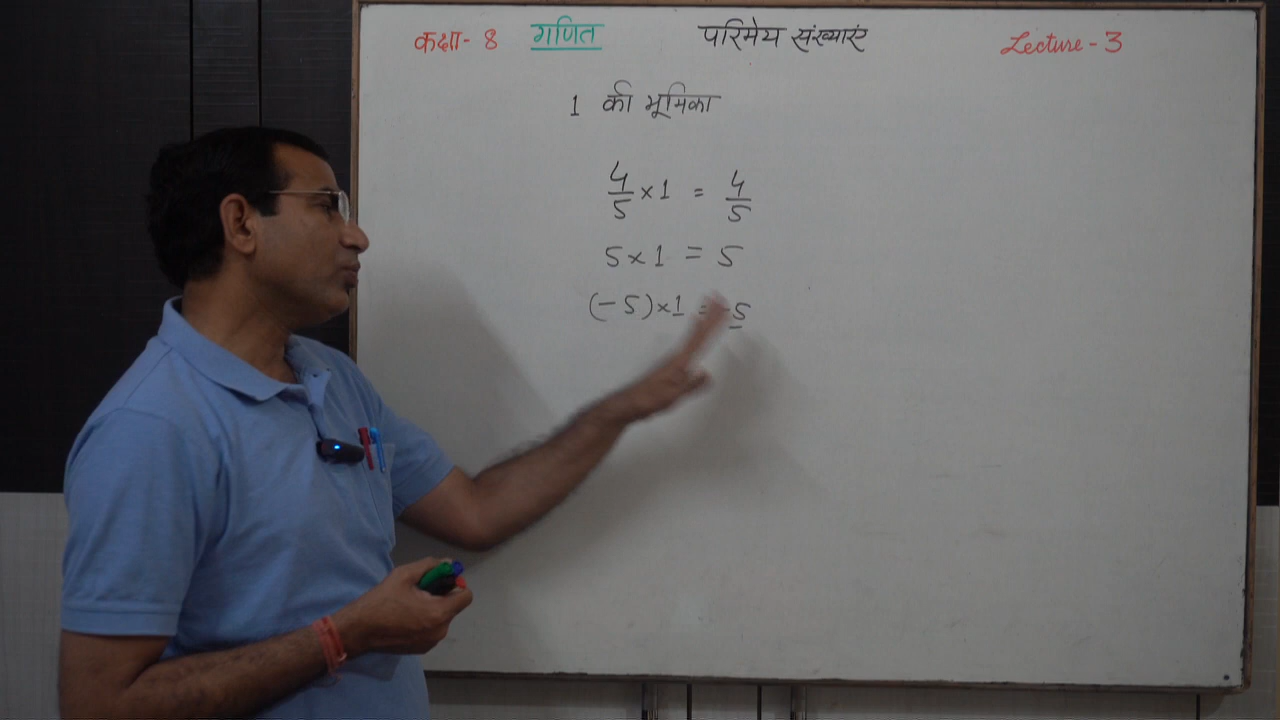 कक्षा- 8 गणित परिमेय संख्याएं Lecture - 3
1 की भूमिका
4/5 × 1 = 4/5
5 × 1 = 5
(-5) × 1 = -5